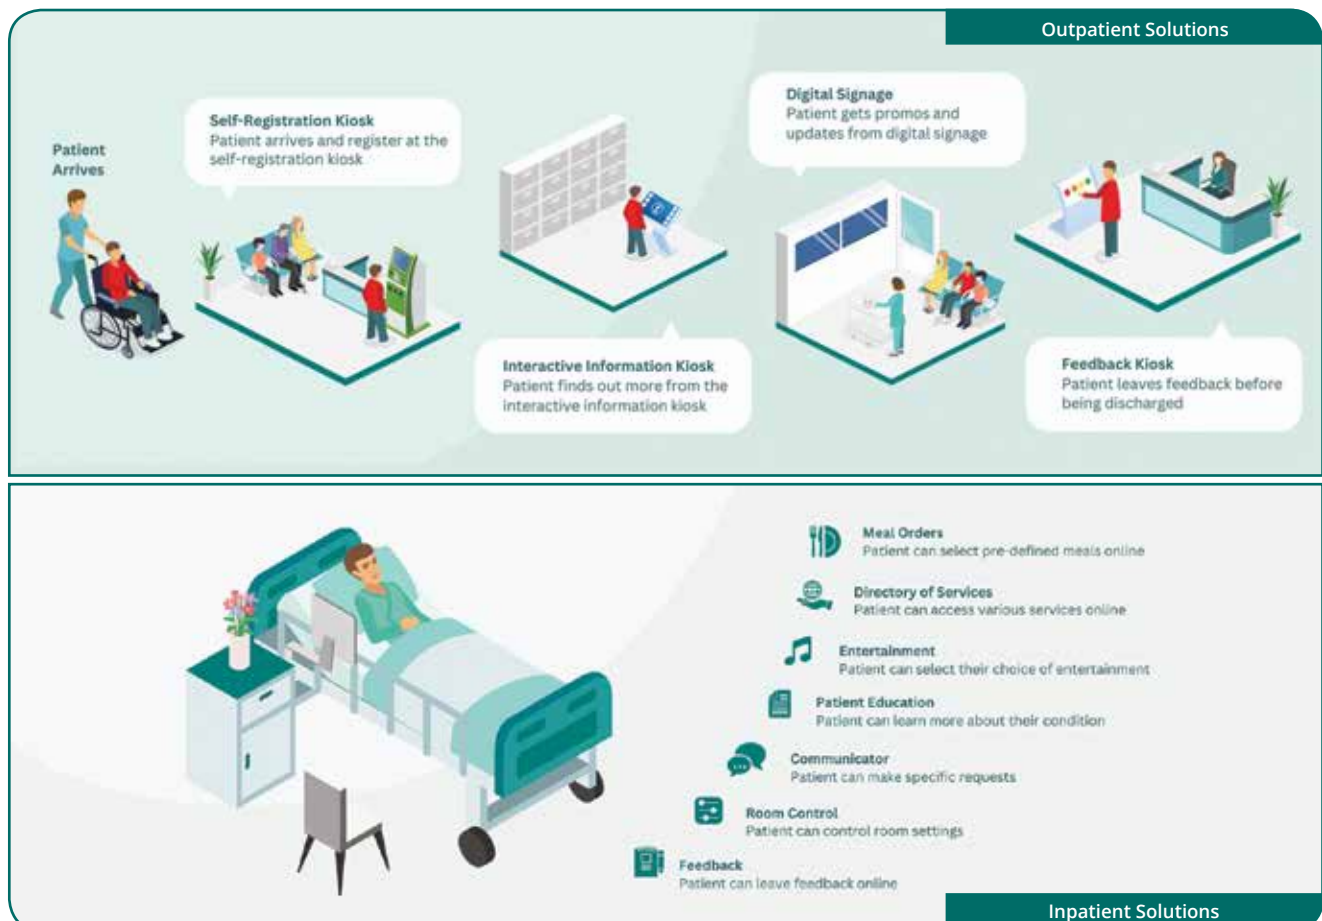 Outpatient Solutions
Patient
Arrives
Self-Registration Kiosk
Patient arrives and register at the
self-registration kiosk
Interactive Information Kiosk
Patient finds out more from the
interactive information kiosk
Digital Signage
Patient gets promos and
updates from digital signage
Feedback Kiosk
Patient leaves feedback before
being discharged
Meal Orders
Patient can select pre-defined meals online
Directory of Services
Patient can access various services online
Entertainment
Patient can select their choice of entertainment
Patient Education
Patient can learn more about their condition
Communicator
Patient can make specific requests
Room Control
Patient can control room settings
Feedback
Patient can leave feedback online
Inpatient Solutions